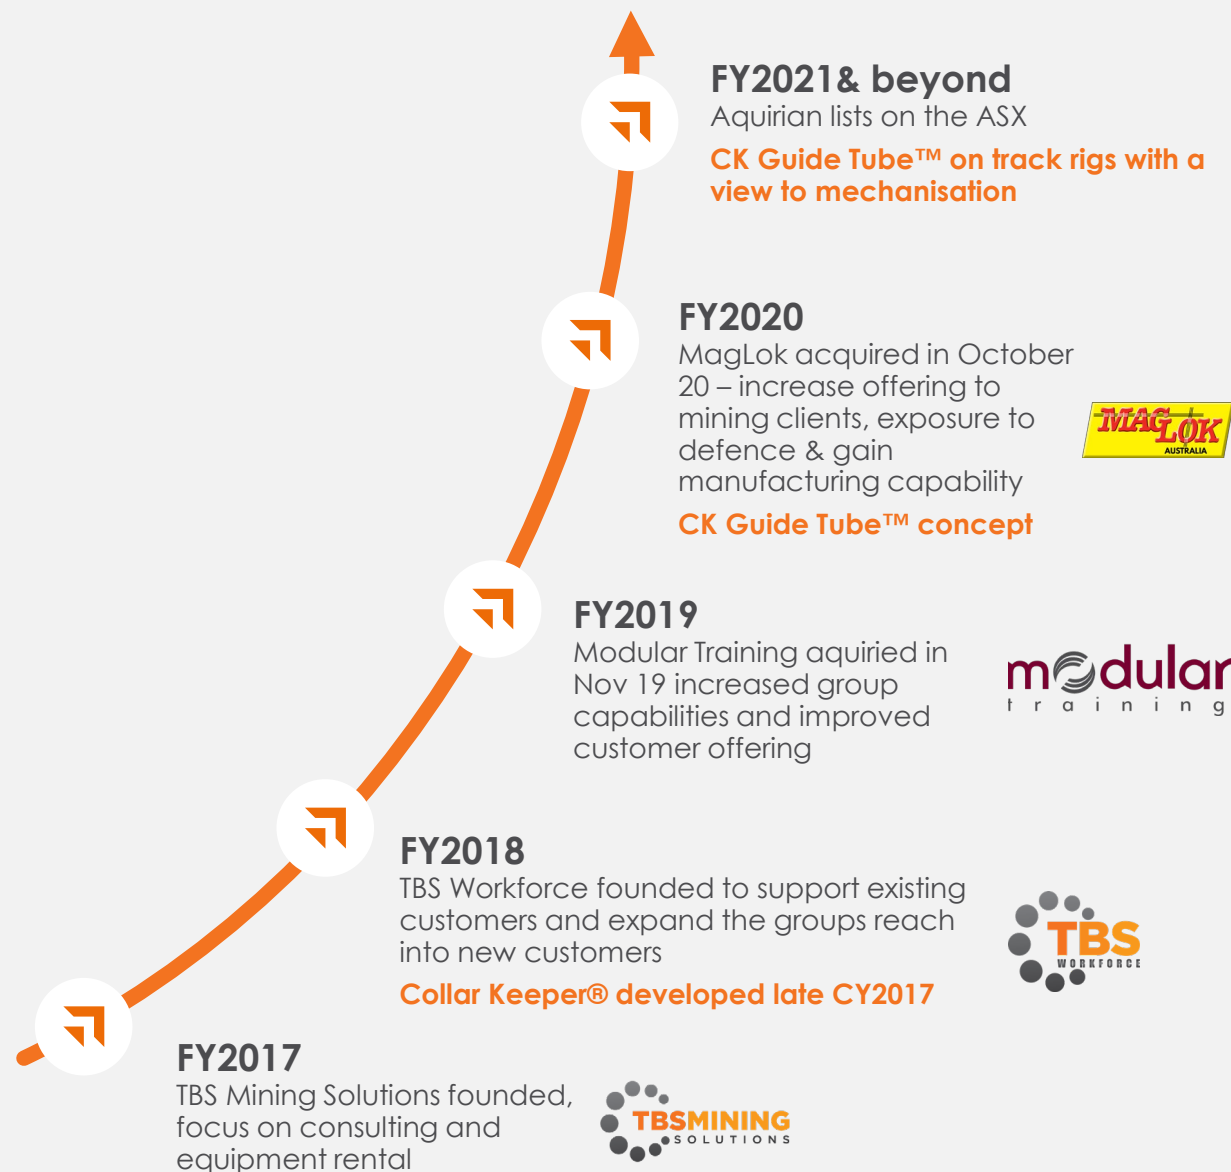 FY2021& beyond
Aquirian lists on the ASX
CK Guide Tube™ on track rigs with a
view to mechanisation
FY2020
MagLok acquired in October
20 – increase offering to
mining clients, exposure to
defence & gain
manufacturing capability
CK Guide Tube™ concept
MAGLOK
AUSTRALIA
FY2019
Modular Training aquiried in
Nov 19 increased group
capabilities and improved
customer offering
modular
training
FY2018
TBS Workforce founded to support existing
customers and expand the groups reach
into new customers
Collar Keeper® developed late CY2017
TBS
WORKFORCE
FY2017
TBS Mining Solutions founded,
focus on consulting and
equipment rental
TBSMINING
SOLUTIONS